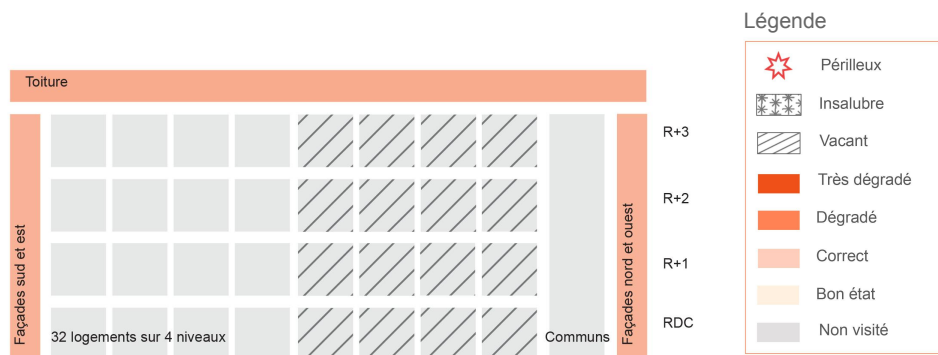 Légende
Toiture
Périlleux
Insalubre
Vacant
Très dégradé
Dégradé
Correct
Bon état
Non visité
R+3
R+2
R+1
RDC
Façades sud et est
32 logements sur 4 niveaux
Communs
Façades nord et ouest